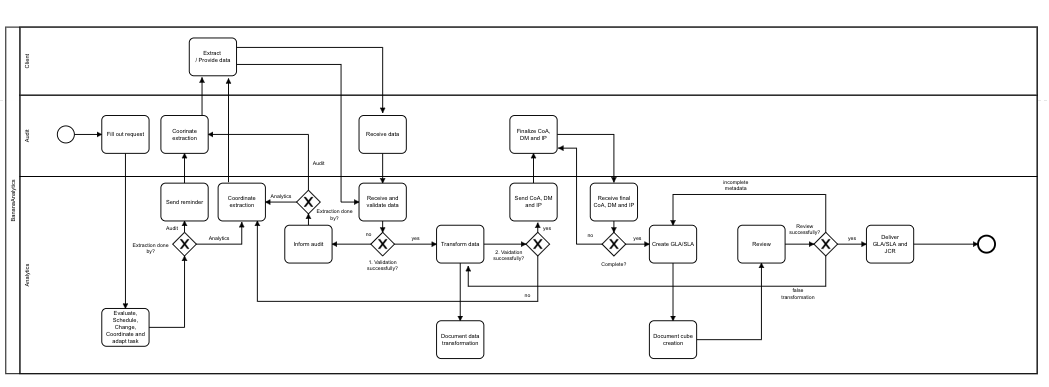 BananaAnalytics
Client
Extract
/ Provide data
Audit
Fill out request
Coorinate
extraction
Receive data
Finalize CoA,
DM and IP
Audit
Analytics
Send reminder
Coordinate
extraction
Analytics
Extraction done
by?
Receive and
validate data
Send CoA, DM
and IP
Receive final
CoA, DM and IP
incomplete
metadata
Audit
Extraction done
by?
Analytics
Inform audit
no
yes
1. Validation
successfully?
Transform data
2. Vaidation
successfully?
yes
no
no
yes
Complete?
Create GLA/SLA
Review
Review
successfully?
yes
Deliver
GLA/SLA and
JCR
false
transformation
Evaluate,
Schedule,
Change,
Coordinate and
adapt task
Document data
transformation
Document cube
creation